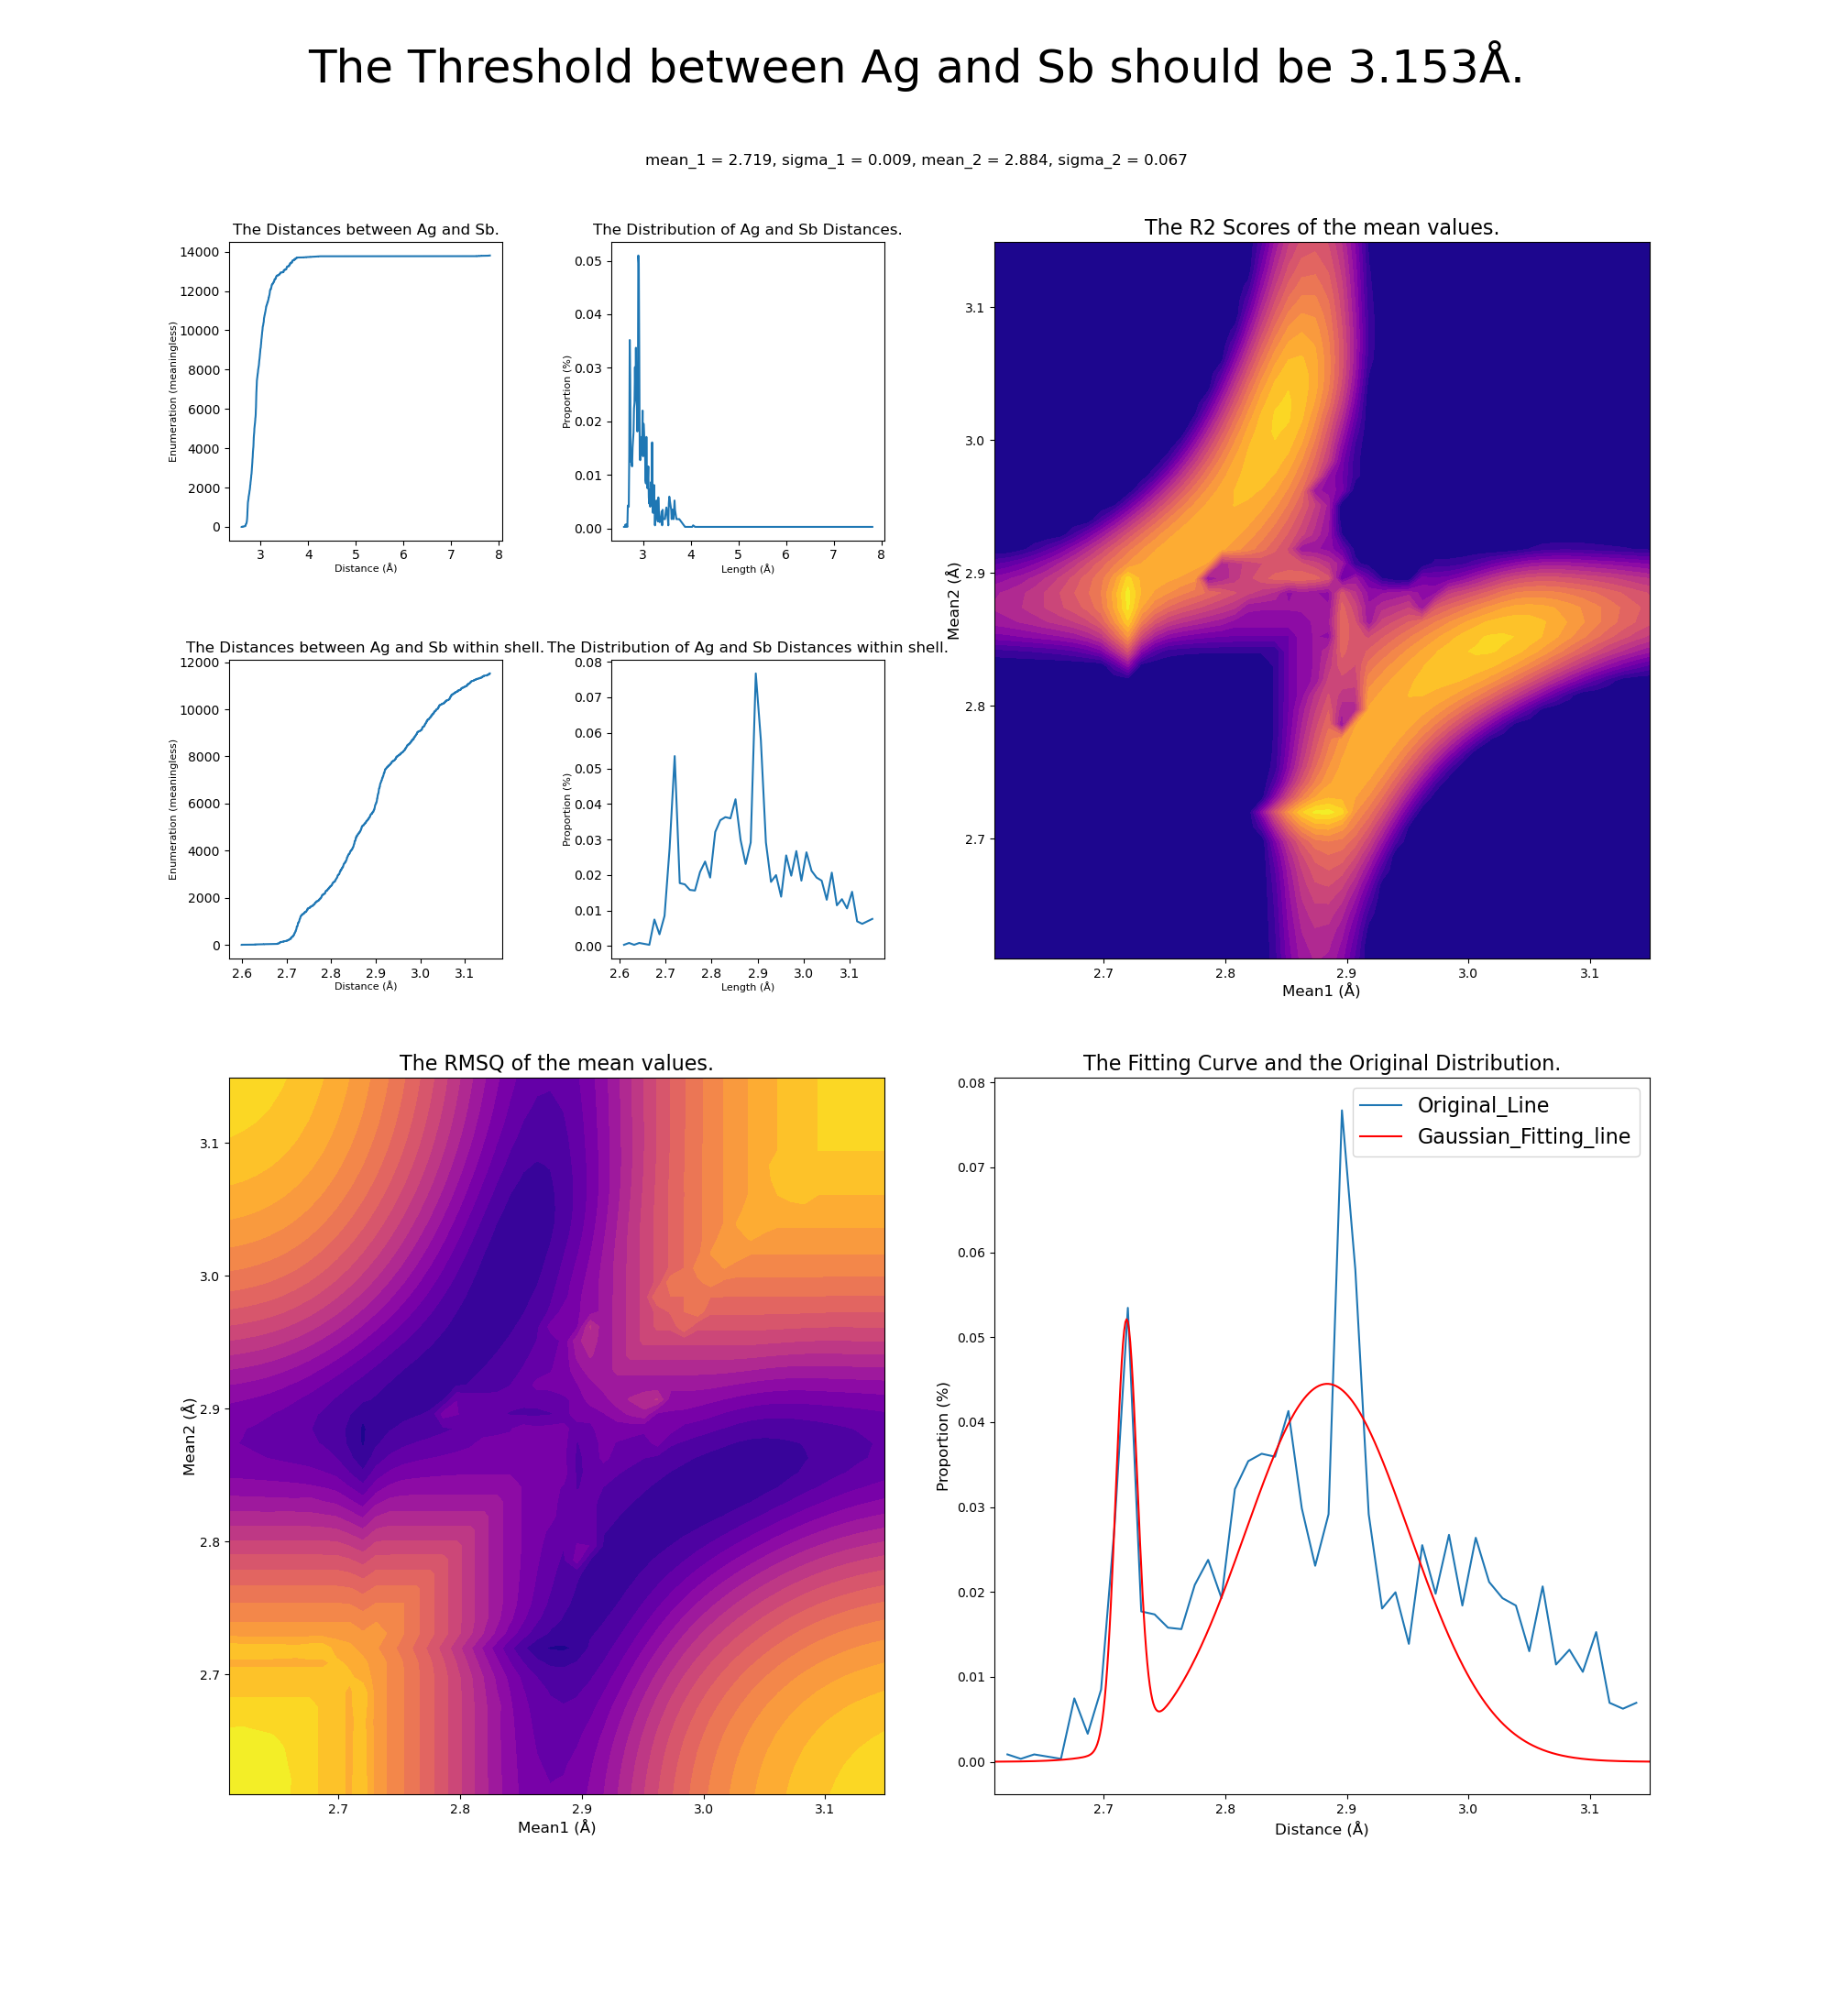 The Threshold between Ag and Sb should be 3.153Å.
mean_1 = 2.719, sigma_1 = 0.009, mean_2 = 2.884, sigma_2 = 0.067
The Distances between Ag and Sb.
14000
12000
10000
8000
6000
4000
2000
0
Enumeration (meaningless)
3 4 5 6 7 8
Distance (Å)
The Distribution of Ag and Sb Distances.
0.05
0.04
0.03
0.02
0.01
0.00
Proportion (%)
3 4 5 6 7 8
Length (Å)
The R2 Scores of the mean values.
3.1
3.0
2.9
2.8
2.7
Mean2 (Å)
2.7 2.8 2.9 3.0 3.1
Mean1 (Å)
The Distances between Ag and Sb within shell.
12000
10000
8000
6000
4000
2000
0
Enumeration (meaningless)
2.6 2.7 2.8 2.9 3.0 3.1
Distance (Å)
The Distribution of Ag and Sb Distances within shell.
0.08
0.07
0.06
0.05
0.04
0.03
0.02
0.01
0.00
Proportion (%)
2.6 2.7 2.8 2.9 3.0 3.1
Length (Å)
The RMSQ of the mean values.
3.1
3.0
2.9
2.8
2.7
Mean2 (Å)
2.7 2.8 2.9 3.0 3.1
Mean1 (Å)
The Fitting Curve and the Original Distribution.
Original_Line
Gaussian_Fitting_line
0.08
0.07
0.06
0.05
0.04
0.03
0.02
0.01
0.00
Proportion (%)
2.7 2.8 2.9 3.0 3.1
Distance (Å)